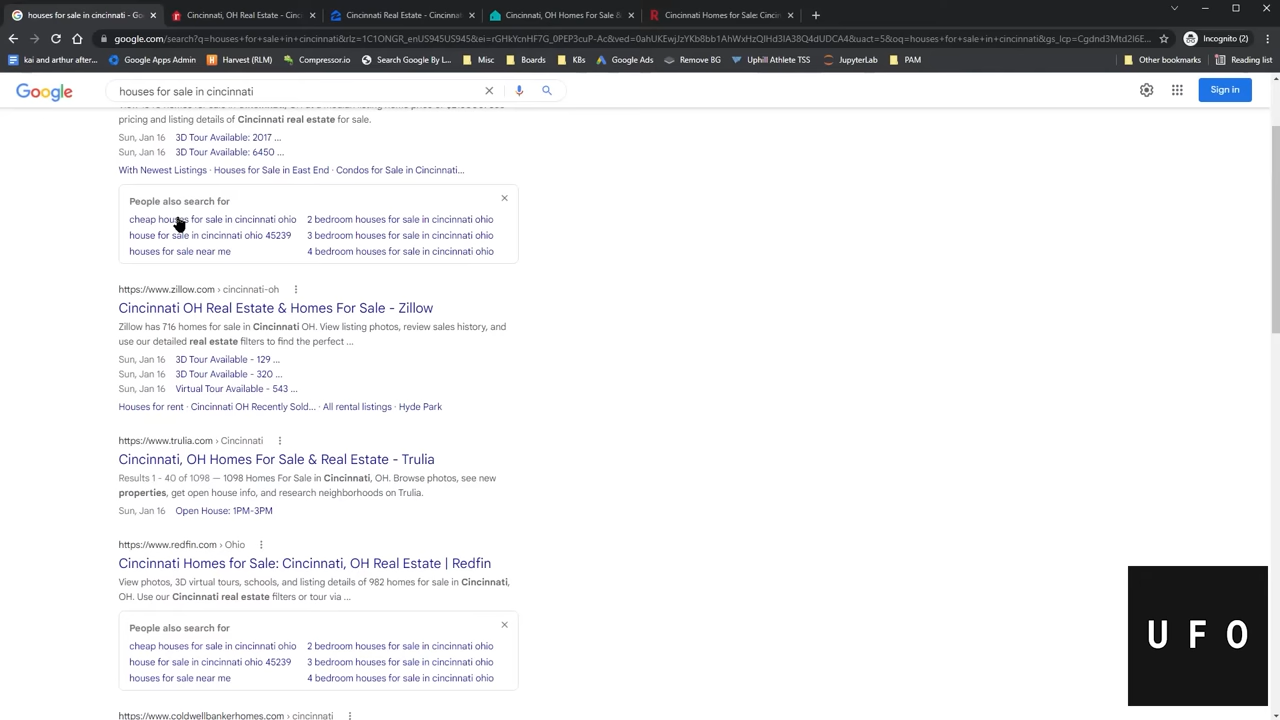 houses for sale in cincinnati - Goo
Cincinnati, OH real estate - Cinc
Cincinnati Real Estate - Cincinnat
Cincinnati, OH Homes For Sale &
Cincinnati Homes for Sale: Cincin
google.com/search?q=houses+for+sale+in+cincinnati&
Incognito (2)
kai and arthur after...
Google Apps Admin
Harvest (RLM)
Compressor.io
Search Google By L...
Misc
KB8s
Google Ads
Remove BG
Uphill Athlete TSS
Udacity
LaToken
PAM
Other bookmarks
Reading list
Google
houses for sale in cincinnati
Sign in
pricing and listing details of Cincinnati real estate for sale.
Sun, Jan 16 3D Tour Available: 2017 ...
Sun, Jan 16 3D Tour Available: 6450 ...
With Newest Listings · Houses for Sale in East End · Condos for Sale in Cincinnati...
People also search for
cheap houses for sale in cincinnati ohio 2 bedroom houses for sale in cincinnati ohio
house for sale in cincinnati ohio 45239 3 bedroom houses for sale in cincinnati ohio
houses for sale near me 4 bedroom houses for sale in cincinnati ohio
https://www.zillow.com › cincinnati-oh
Cincinnati OH Real Estate & Homes For Sale - Zillow
Zillow has 716 homes for sale in Cincinnati OH. View listing photos, review sales history, and
use our detailed real estate filters to find the perfect ...
Sun, Jan 16 3D Tour Available - 129 ...
Sun, Jan 16 3D Tour Available - 320 ...
Sun, Jan 16 Virtual Tour Available - 543 ...
Houses for rent · Cincinnati OH Recently Sold... · All rental listings · Hyde Park
https://www.trulia.com › Cincinnati
Cincinnati, OH Homes For Sale & Real Estate - Trulia
Results 1 - 40 of 1098 — 1098 Homes For Sale in Cincinnati, OH. Browse photos, see new
properties, get open house info, and research neighborhoods on Trulia.
Sun, Jan 16 Open House: 1PM-3PM
https://www.redfin.com › Ohio
Cincinnati Homes for Sale: Cincinnati, OH Real Estate | Redfin
View photos, 3D virtual tours, schools, and listing details of 982 homes for sale in Cincinnati,
OH. Use our Cincinnati real estate filters or tour via ...
People also search for
cheap houses for sale in cincinnati ohio 2 bedroom houses for sale in cincinnati ohio
house for sale in cincinnati ohio 45239 3 bedroom houses for sale in cincinnati ohio
houses for sale near me 4 bedroom houses for sale in cincinnati ohio
https://www.coldwellbankerhomes.com › cincinnati
UFO